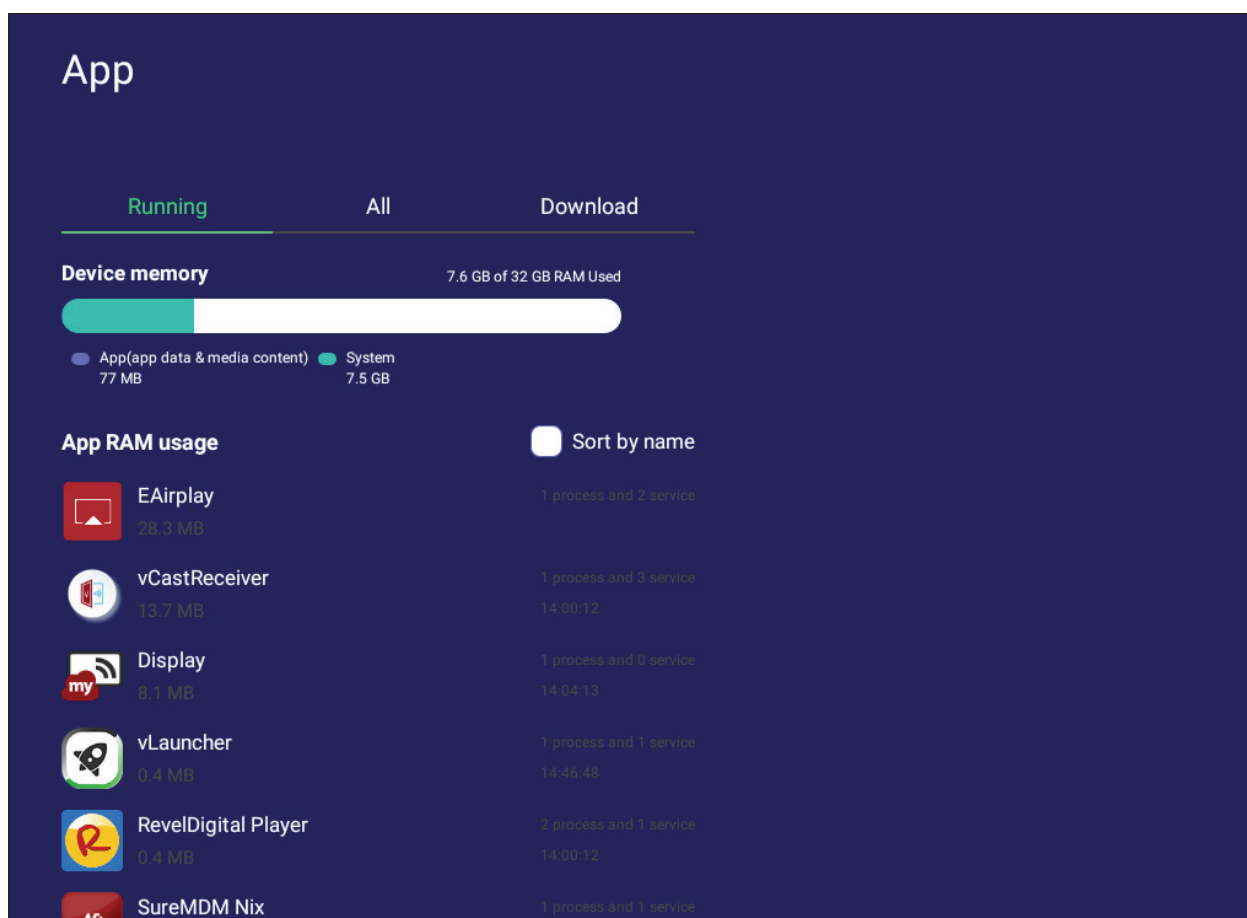 App
Running All Download
Device memory 7.6 GB of 32 GB RAM Used
App(app data & media content) System
77 MB 7.5 GB
App RAM usage Sort by name
EAirplay 1 process and 2 service
28.3 MB
vCastReceiver 1 process and 3 service
13.7 MB 14:00:12
Display 1 process and 0 service
my
8.1 MB 14:04:13
vLauncher 1 process and 1 service
0.4 MB 14:46:48
RevelDigital Player 2 process and 1 service
R
0.4 MB 14:00:12
SureMDM Nix 1 process and 1 service